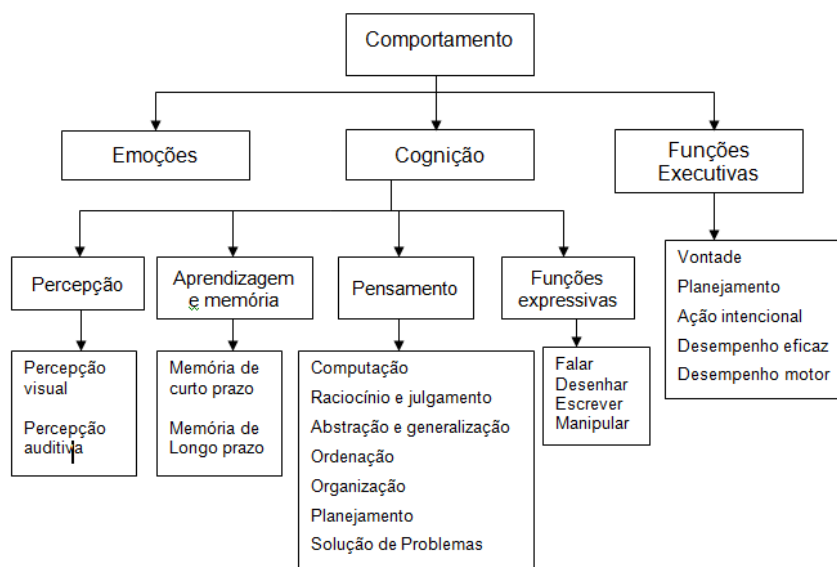 Comportamento
Emoções
Cognição
Funções
Executivas
Percepção
Aprendizagem
e memória
Pensamento
Funções
expressivas
Vontade
Planejamento
Ação intencional
Desempenho eficaz
Desempenho motor
Percepção
visual
Percepção
auditiva
Memória de
curto prazo
Memória de
Longo prazo
Computação
Raciocínio e julgamento
Abstração e generalização
Ordenação
Organização
Planejamento
Solução de Problemas
Falar
Desenhar
Escrever
Manipular